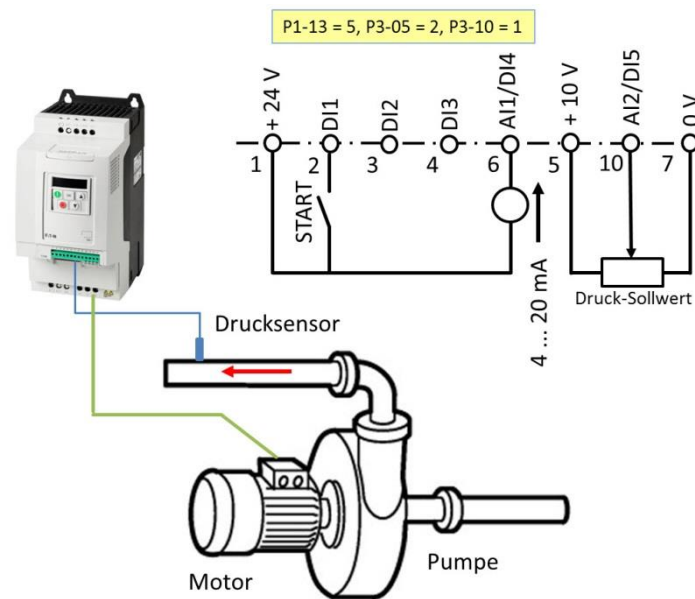 P1-13 = 5, P3-05 = 2, P3-10 = 1
+ 24 V
DI1
DI2
DI3
AI1/DI4
+ 10 V
AI2/DI5
0 V
1
2
3
4
6
5
10
7
START
4 ... 20 mA
Druck-Sollwert
Drucksensor
Motor
Pumpe